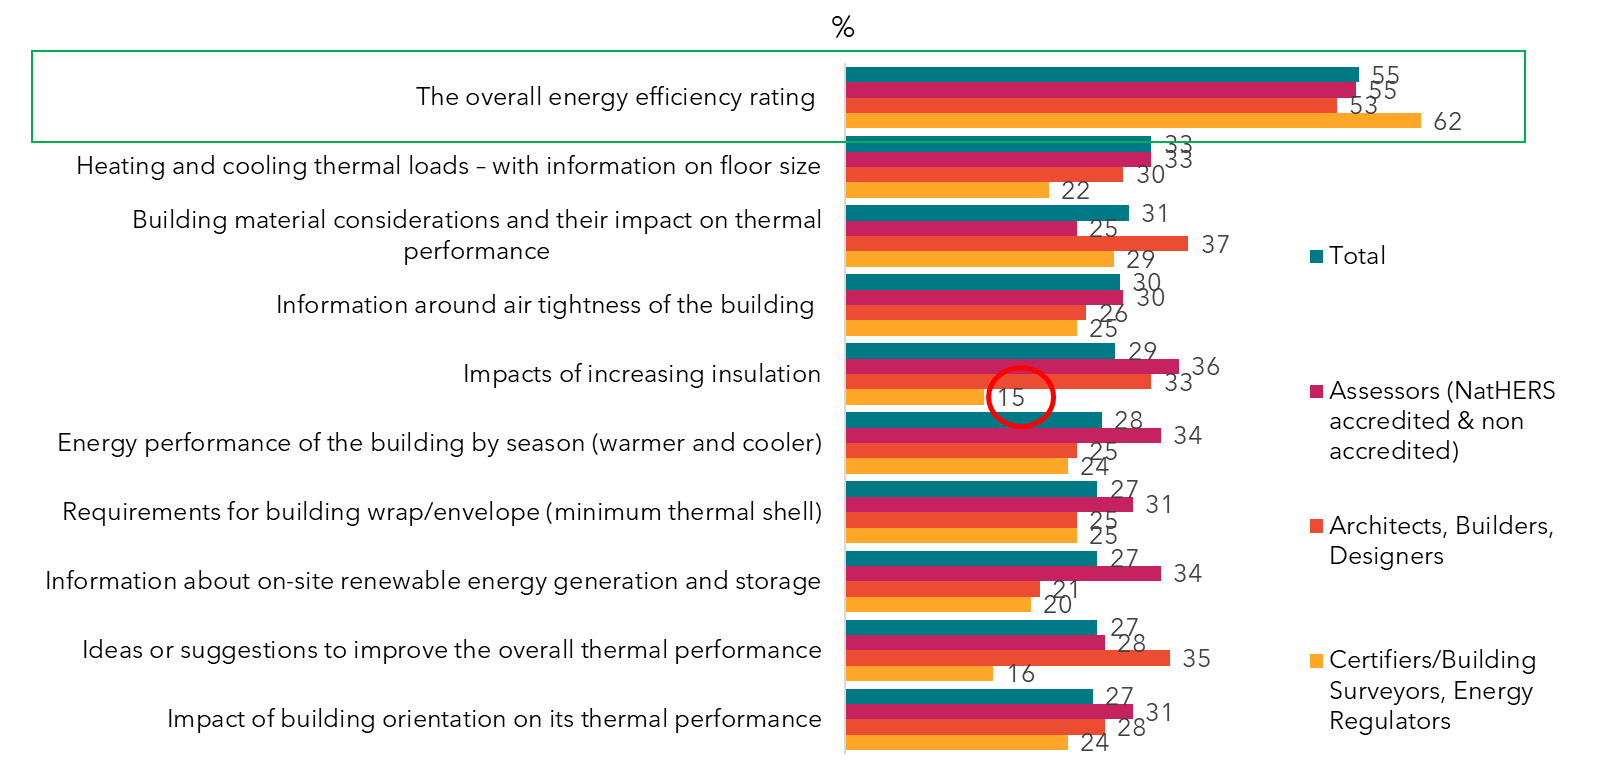 %
The overall energy efficiency rating
55
55
53
62
Heating and cooling thermal loads – with information on floor size
33
33
30
22
Building material considerations and their impact on thermal
performance
31
25
37
29
Information around air tightness of the building
30
30
26
25
Impacts of increasing insulation
29
36
33
15
Energy performance of the building by season (warmer and cooler)
28
34
25
24
Requirements for building wrap/envelope (minimum thermal shell)
27
31
25
25
Information about on-site renewable energy generation and storage
27
34
21
20
Ideas or suggestions to improve the overall thermal performance
27
28
35
16
Impact of building orientation on its thermal performance
27
31
28
24
Total
Assessors (NatHERS
accredited & non
accredited)
Architects, Builders,
Designers
Certifiers/Building
Surveyors, Energy
Regulators